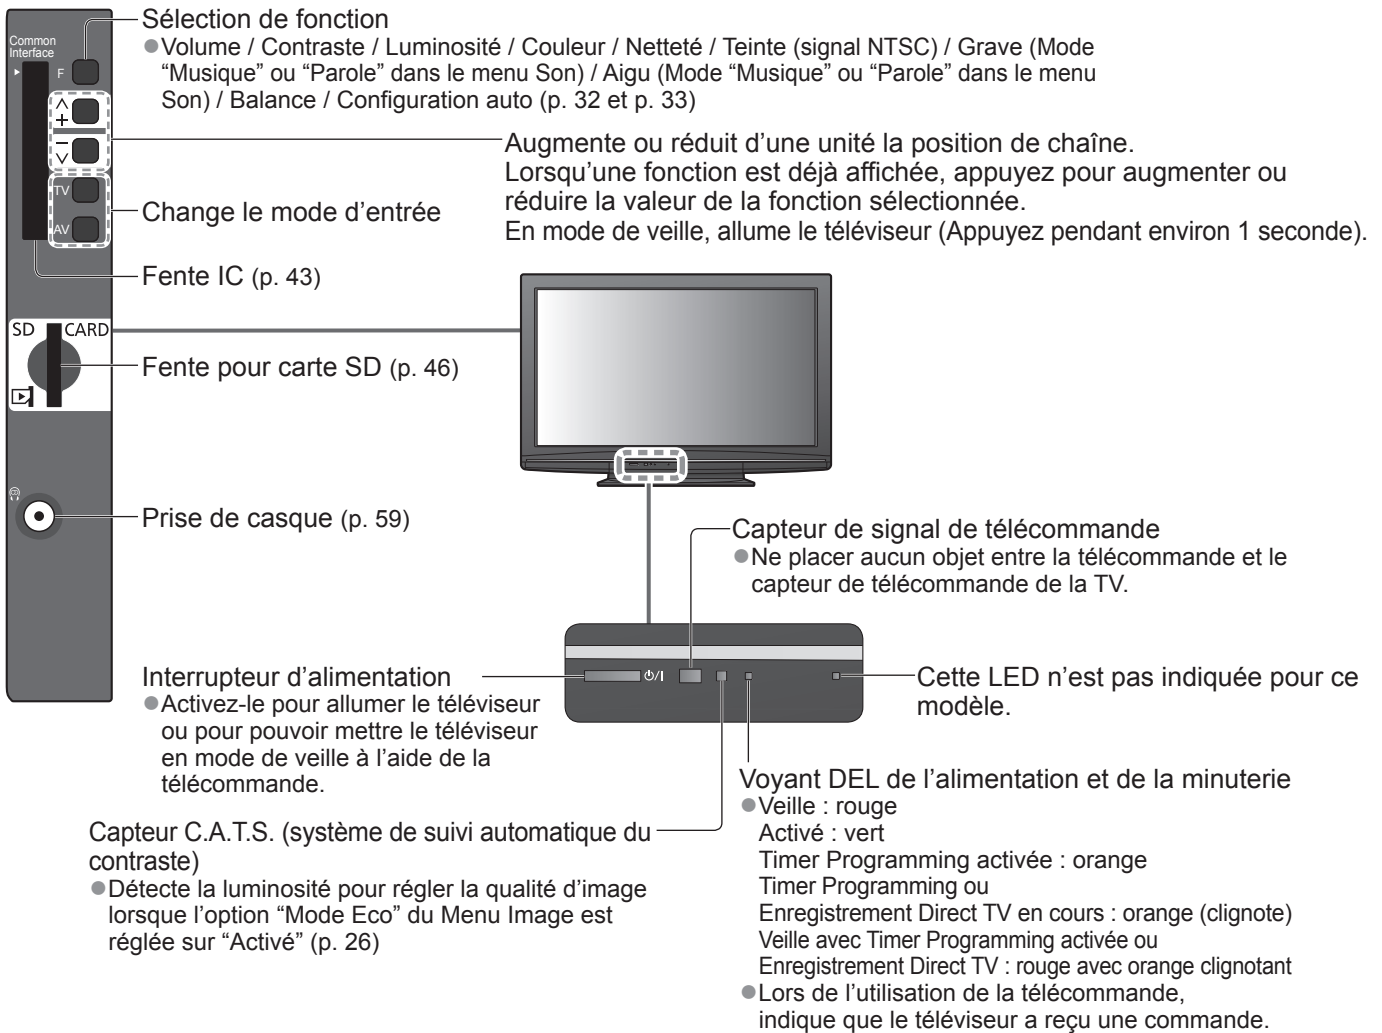 Sélection de fonction
●Volume / Contraste / Luminosité / Couleur / Netteté / Teinte (signal NTSC) / Grave (Mode
“Musique” ou “Parole” dans le menu Son) / Aigu (Mode “Musique” ou “Parole” dans le menu
Son) / Balance / Configuration auto (p. 32 et p. 33)
Common
Interface
F
+
−
TV
AV
Augmente ou réduit d’une unité la position de chaîne.
Lorsqu’une fonction est déjà affichée, appuyez pour augmenter ou
réduire la valeur de la fonction sélectionnée.
En mode de veille, allume le téléviseur (Appuyez pendant environ 1 seconde).
Change le mode d’entrée
Fente IC (p. 43)
SD CARD
Fente pour carte SD (p. 46)
Prise de casque (p. 59)
Capteur de signal de télécommande
●Ne placer aucun objet entre la télécommande et le
capteur de télécommande de la TV.
Interrupteur d’alimentation
●Activez-le pour allumer le téléviseur
ou pour pouvoir mettre le téléviseur
en mode de veille à l’aide de la
télécommande.
⏻/I
Cette LED n’est pas indiquée pour ce
modèle.
Capteur C.A.T.S. (système de suivi automatique du
contraste)
●Détecte la luminosité pour régler la qualité d’image
lorsque l’option “Mode Eco” du Menu Image est
réglée sur “Activé” (p. 26)
Voyant DEL de l’alimentation et de la minuterie
●Veille : rouge
Activé : vert
Timer Programming activée : orange
Timer Programming ou
Enregistrement Direct TV en cours : orange (clignote)
Veille avec Timer Programming activée ou
Enregistrement Direct TV : rouge avec orange clignotant
●Lors de l’utilisation de la télécommande,
indique que le téléviseur a reçu une commande.